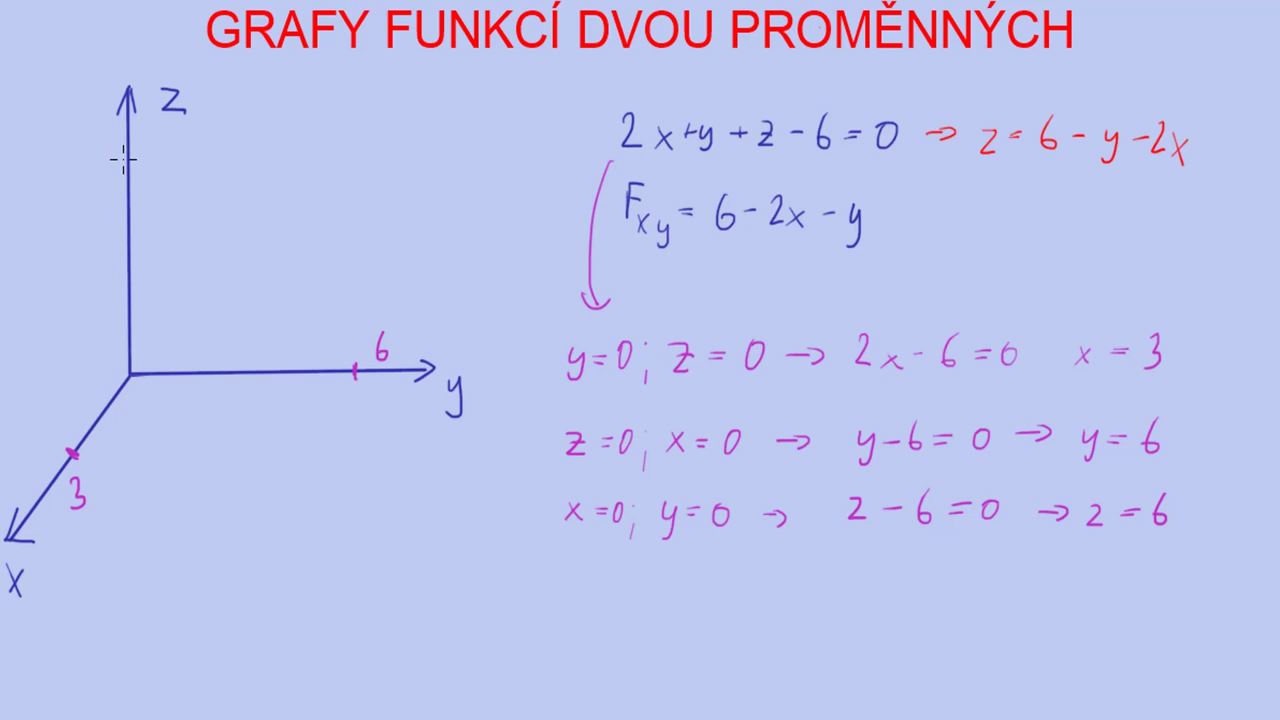 GRAFY FUNKCÍ DVOU PROMĚNNÝCH
z
2x+y+z-6=0 → z=6-y-2x
Fxy = 6-2x-y
6
y
3
x
y=0; z=0 → 2x-6=0 x=3
z=0; x=0 → y-6=0 → y=6
x=0; y=0 → z-6=0 → z=6